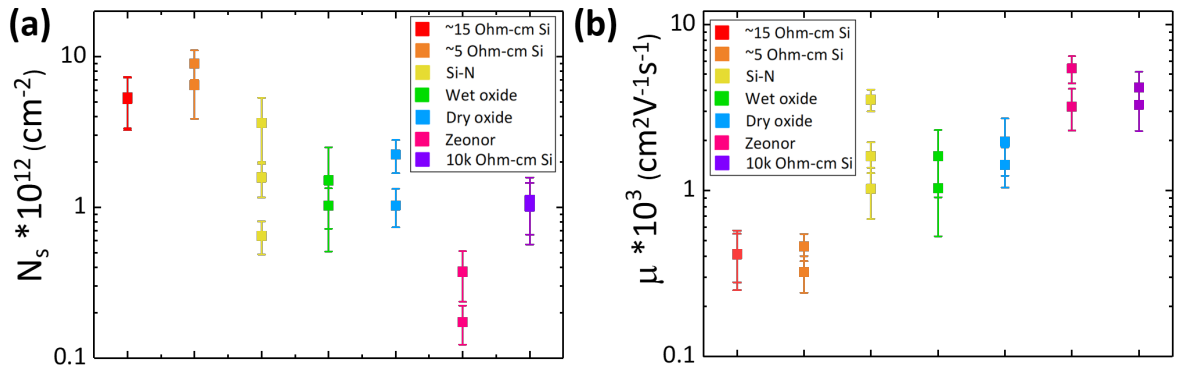 (a)
N_s *10^12 (cm^-2)
10
1
0.1
~15 Ohm-cm Si
~5 Ohm-cm Si
Si-N
Wet oxide
Dry oxide
Zeonor
10k Ohm-cm Si
(b)
μ *10^3 (cm^2V^-1s^-1)
10
1
0.1
~15 Ohm-cm Si
~5 Ohm-cm Si
Si-N
Wet oxide
Dry oxide
Zeonor
10k Ohm-cm Si